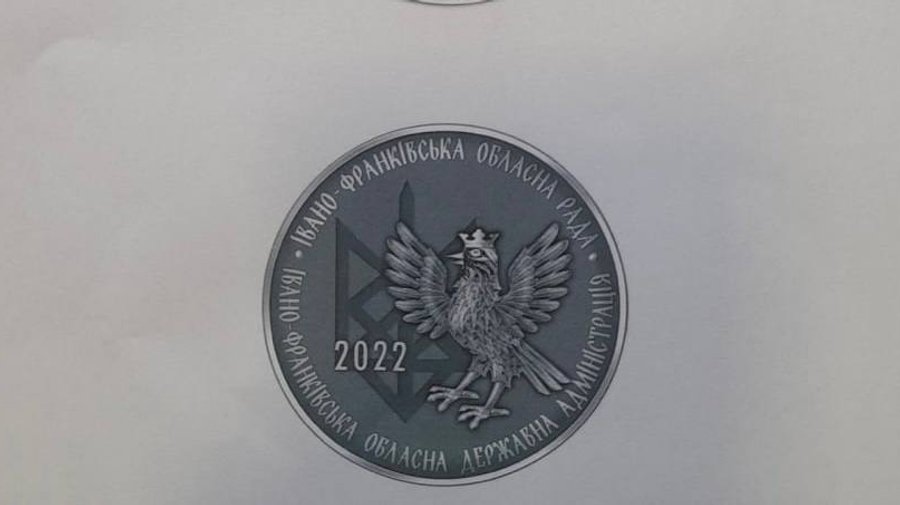 ІВАНО-ФРАНКІВСЬКА ОБЛАСНА РАДА
2022
ІВАНО-ФРАНКІВСЬКА ОБЛАСНА ДЕРЖАВНА АДМІНІСТРАЦІЯ